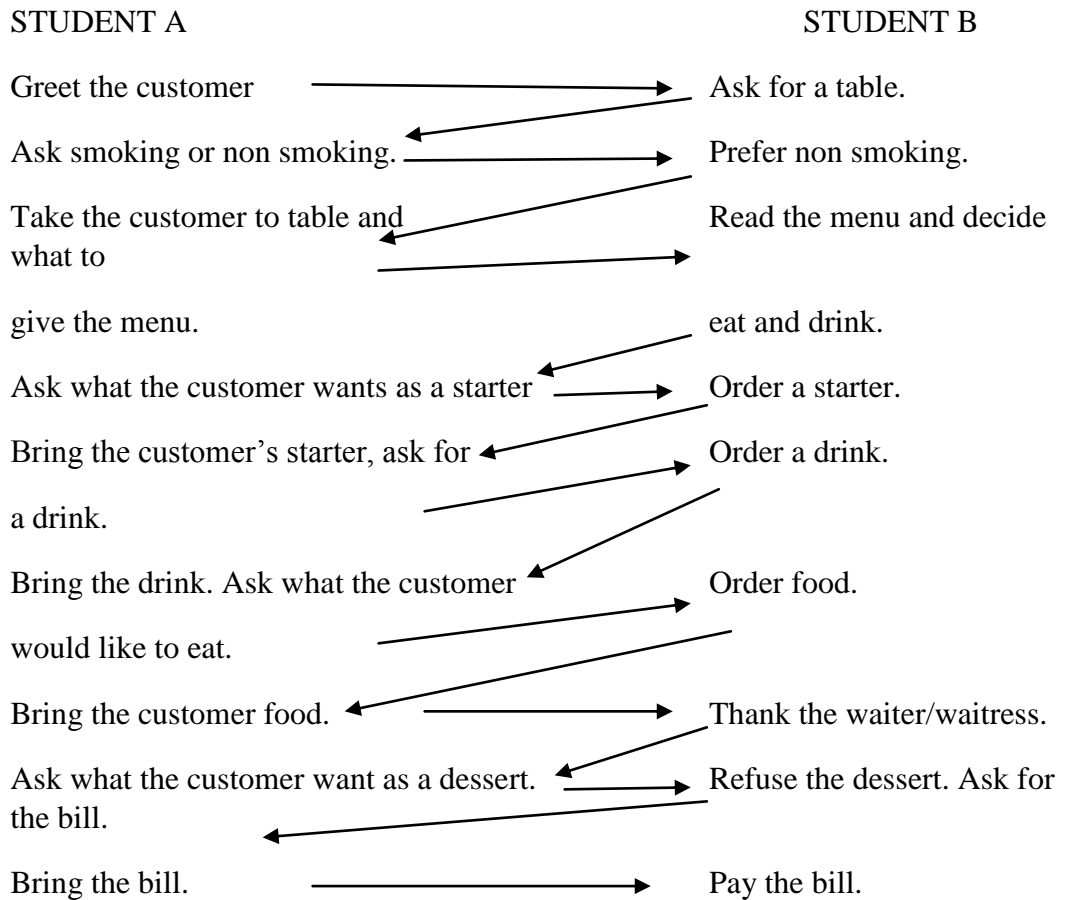 STUDENT A STUDENT B
Greet the customer Ask for a table.
Ask smoking or non smoking. Prefer non smoking.
Take the customer to table and Read the menu and decide
what to
give the menu. eat and drink.
Ask what the customer wants as a starter Order a starter.
Bring the customer’s starter, ask for Order a drink.
a drink.
Bring the drink. Ask what the customer Order food.
would like to eat.
Bring the customer food. Thank the waiter/waitress.
Ask what the customer want as a dessert. Refuse the dessert. Ask for
the bill.
Bring the bill. Pay the bill.